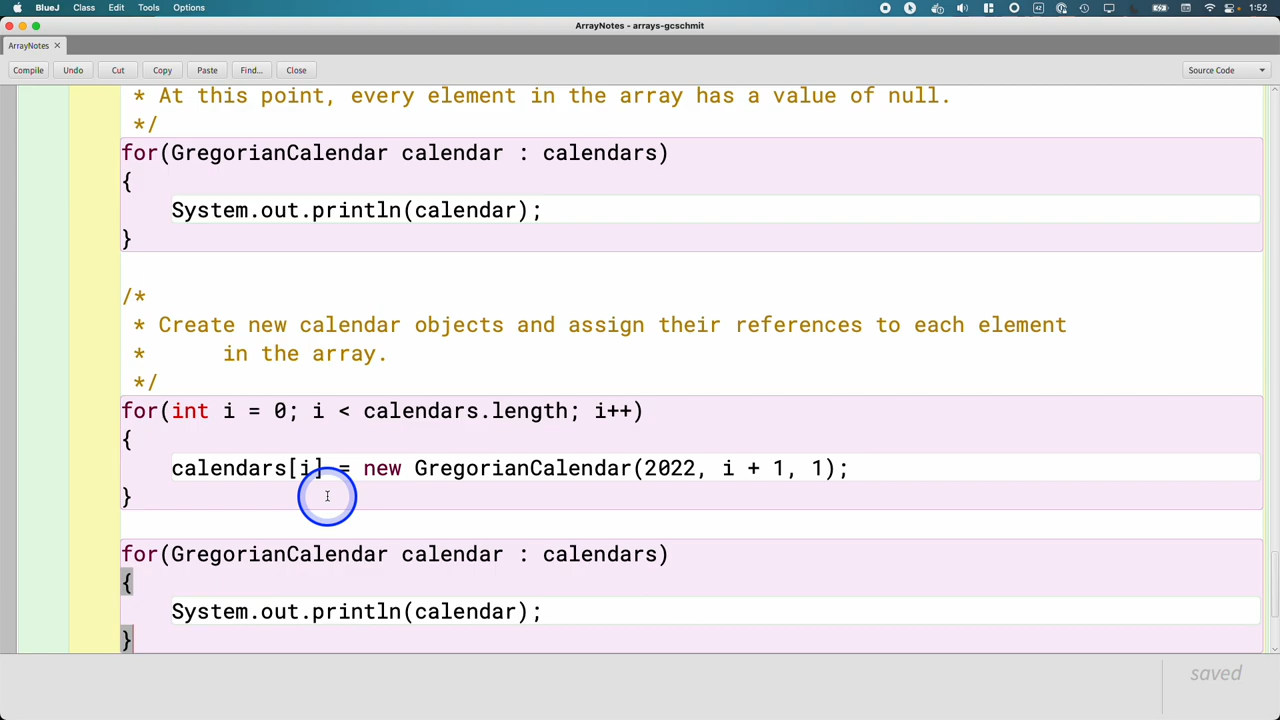 BlueJ Class Edit Tools Options 42 1:52
ArrayNotes - arrays-gcschmit
ArrayNotes ×
Compile Undo Cut Copy Paste Find... Close Source Code
* At this point, every element in the array has a value of null.
*/
for(GregorianCalendar calendar : calendars)
{
System.out.println(calendar);
}
/*
* Create new calendar objects and assign their references to each element
* in the array.
*/
for(int i = 0; i < calendars.length; i++)
{
calendars[i] = new GregorianCalendar(2022, i + 1, 1);
}
for(GregorianCalendar calendar : calendars)
{
System.out.println(calendar);
}
saved